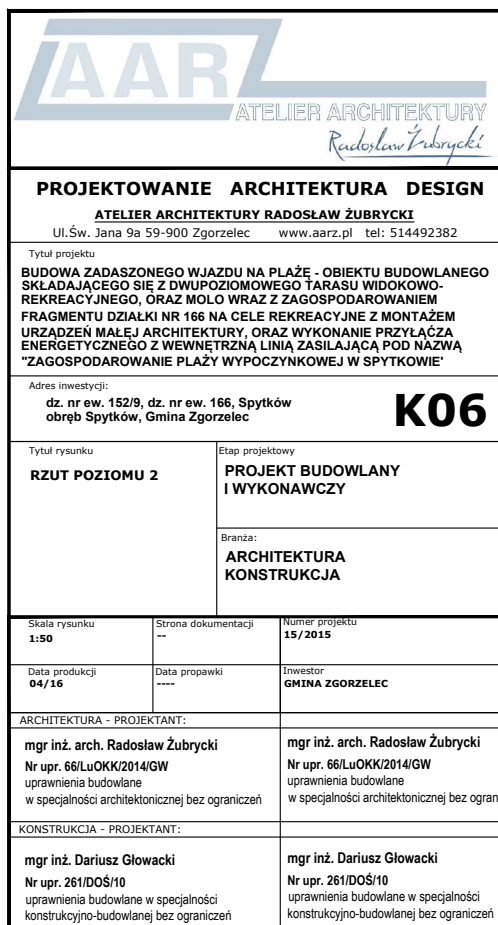 AAR
ATELIER ARCHITEKTURY
Radosław Żubrycki
PROJEKTOWANIE ARCHITEKTURA DESIGN
ATELIER ARCHITEKTURY RADOSŁAW ŻUBRYCKI
Ul.Św. Jana 9a 59-900 Zgorzelec www.aarz.pl tel: 514492382
Tytuł projektu
BUDOWA ZADASZONEGO WJAZDU NA PLAŻĘ - OBIEKTU BUDOWLANEGO
SKŁADAJĄCEGO SIĘ Z DWUPOZIOMOWEGO TARASU WIDOKOWO-
REKREACYJNEGO, ORAZ MOLO WRAZ Z ZAGOSPODAROWANIEM
FRAGMENTU DZIAŁKI NR 166 NA CELE REKREACYJNE Z MONTAŻEM
URZĄDZEŃ MAŁEJ ARCHITEKTURY, ORAZ WYKONANIE PRZYŁĄCZA
ENERGETYCZNEGO Z WEWNĘTRZNĄ LINIĄ ZASILAJĄCĄ POD NAZWĄ
"ZAGOSPODAROWANIE PLAŻY WYPOCZYNKOWEJ W SPYTKOWIE'
Adres inwestycji:
dz. nr ew. 152/9, dz. nr ew. 166, Spytków
obręb Spytków, Gmina Zgorzelec
K06
Tytuł rysunku
RZUT POZIOMU 2
Etap projektowy
PROJEKT BUDOWLANY
I WYKONAWCZY
Branża:
ARCHITEKTURA
KONSTRUKCJA
Skala rysunku
1:50
Strona dokumentacji
--
Numer projektu
15/2015
Data produkcji
04/16
Data propawki
----
Inwestor
GMINA ZGORZELEC
ARCHITEKTURA - PROJEKTANT:
mgr inż. arch. Radosław Żubrycki
Nr upr. 66/LuOKK/2014/GW
uprawnienia budowlane
w specjalności architektonicznej bez ograniczeń
mgr inż. arch. Radosław Żubrycki
Nr upr. 66/LuOKK/2014/GW
uprawnienia budowlane
w specjalności architektonicznej bez ogran
KONSTRUKCJA - PROJEKTANT:
mgr inż. Dariusz Głowacki
Nr upr. 261/DOŚ/10
uprawnienia budowlane w specjalności
konstrukcyjno-budowlanej bez ograniczeń
mgr inż. Dariusz Głowacki
Nr upr. 261/DOŚ/10
uprawnienia budowlane w specjalności
konstrukcyjno-budowlanej bez ograniczeń